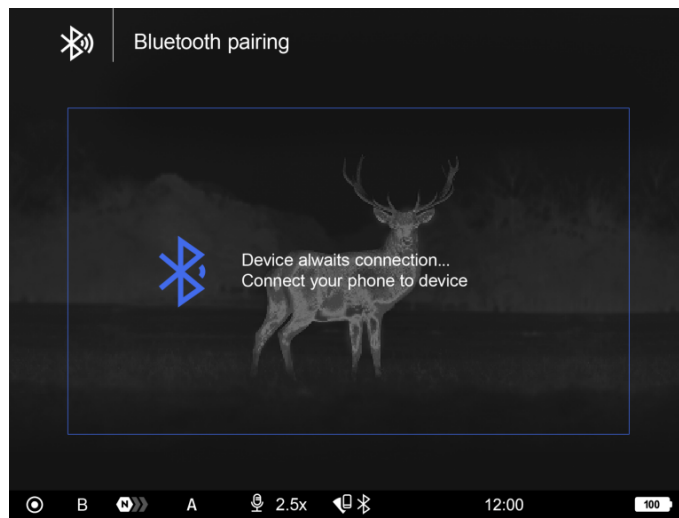 Bluetooth pairing
Device alwaits connection...
Connect your phone to device
B N A 2.5x 12:00 100